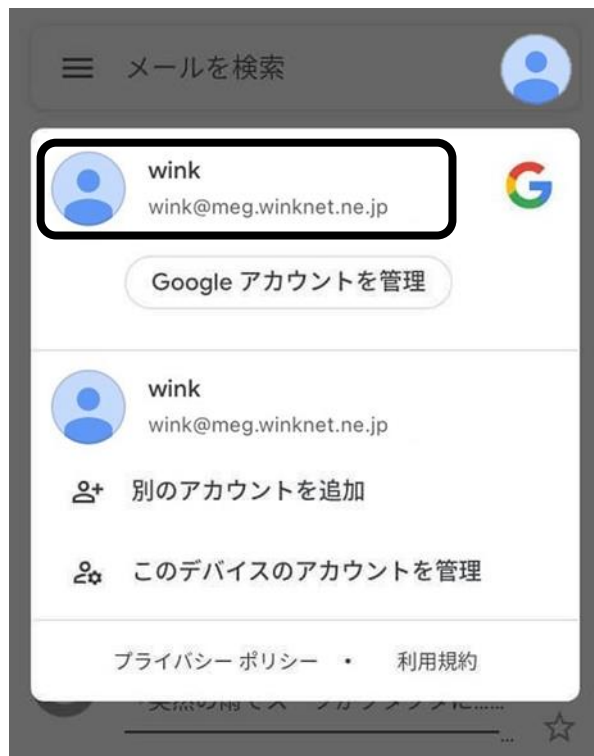 メールを検索
wink
wink@meg.winknet.ne.jp
G
Google アカウントを管理
wink
wink@meg.winknet.ne.jp
別のアカウントを追加
このデバイスのアカウントを管理
プライバシー ポリシー ・ 利用規約